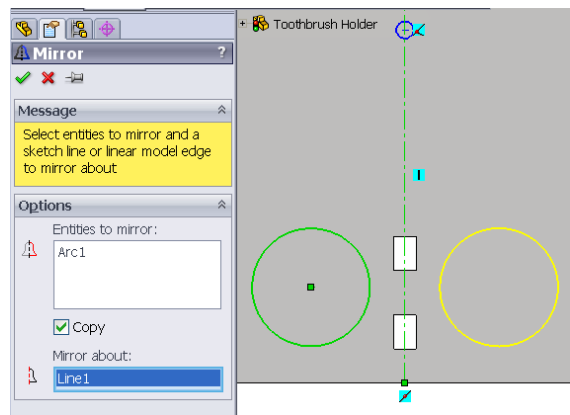 Toothbrush Holder
Mirror
?
Message
Select entities to mirror and a
sketch line or linear model edge
to mirror about
Options
Entities to mirror:
Arc1
Copy
Mirror about:
Line1